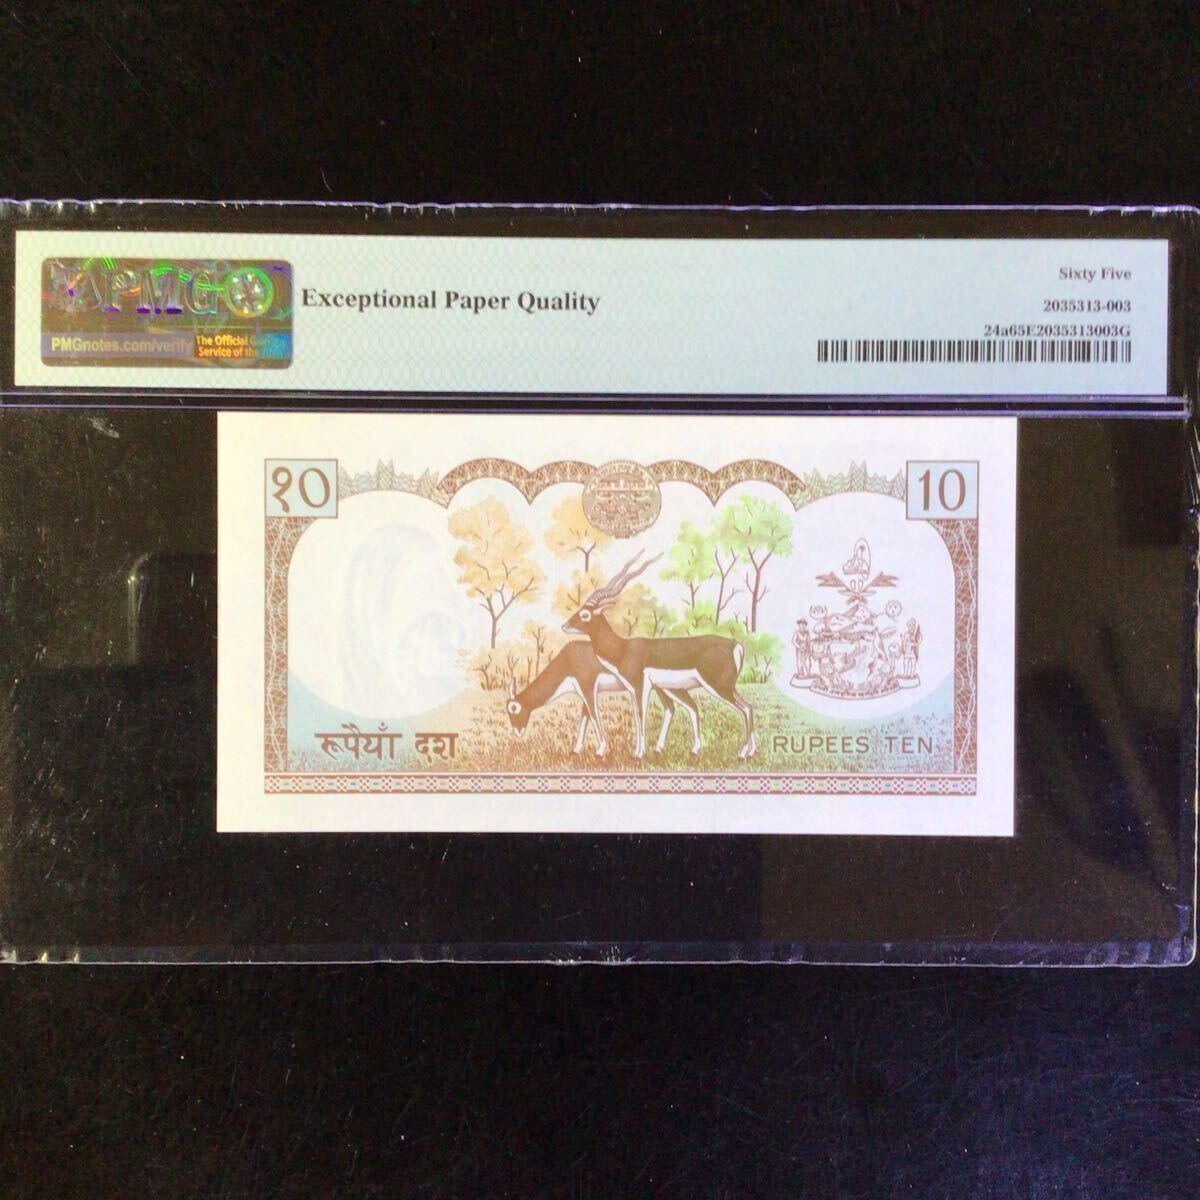 PMG
PMGnotes.com/verify
The Official Grading
Service of the ANA
Exceptional Paper Quality
Sixty Five
2035313-003
24a65E2035313003G
१०
10
रूपैयाँ दश
RUPEES TEN